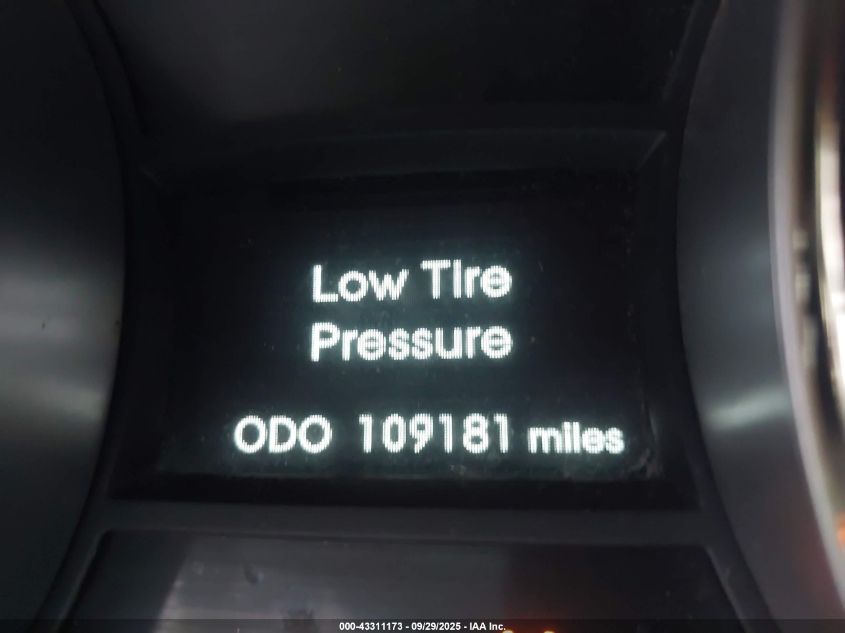 Low Tire
Pressure
ODO 109181 miles
000-43311173 - 09/29/2025 - IAA Inc.